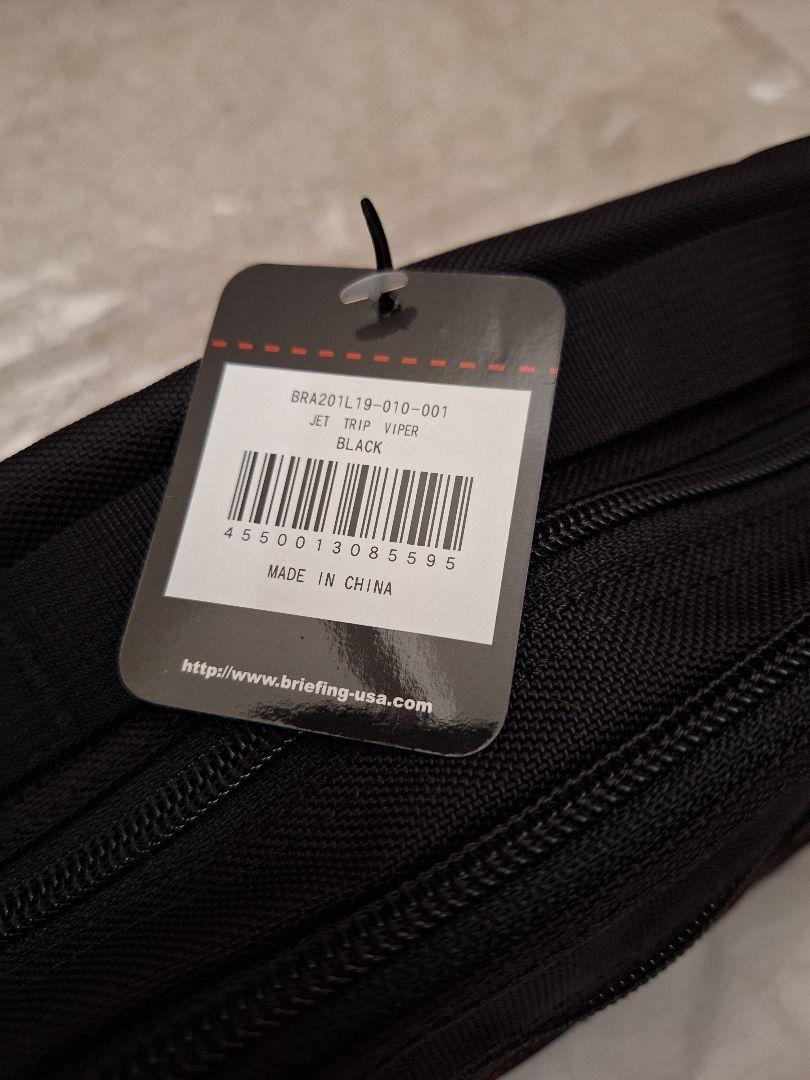 BRA201L19-010-001
JET TRIP VIPER
BLACK
4550013085595
MADE IN CHINA
http://www.briefing-usa.com